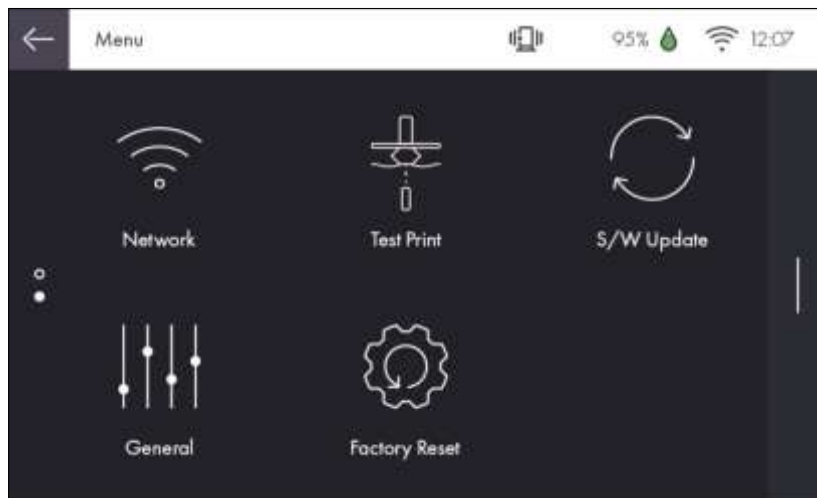 Menu
95%
12:07
Network
Test Print
S/W Update
General
Factory Reset